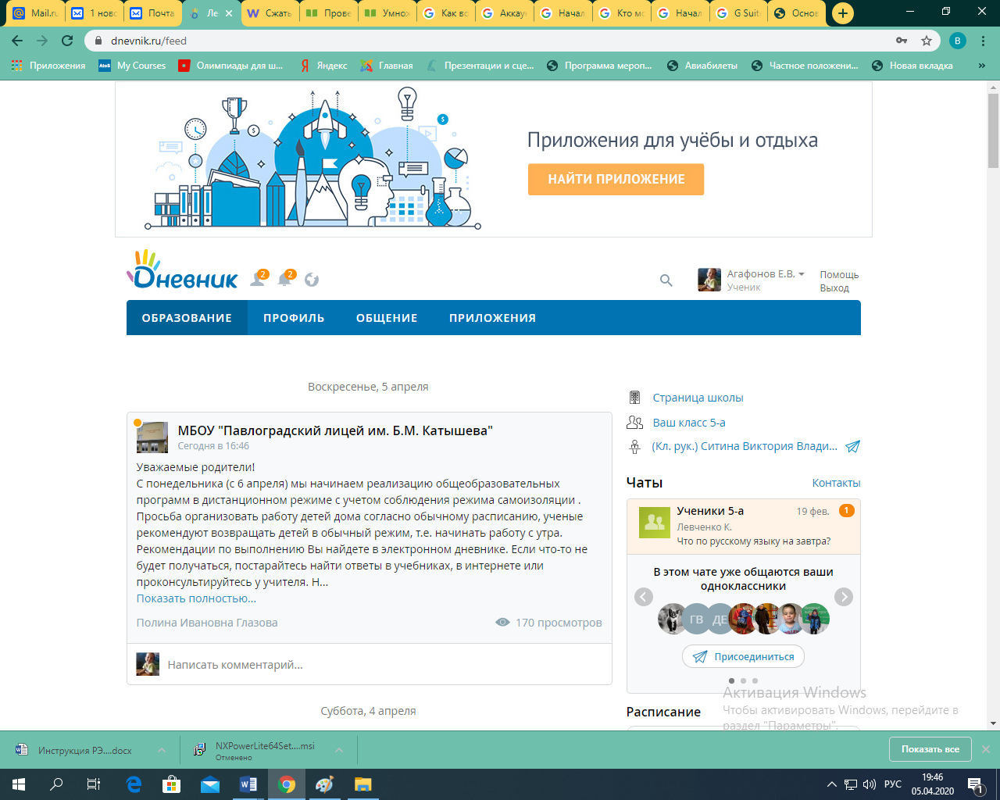 Mail.ru
1 ново
Почта
Ле
Сжать
Прове
Умнож
Как во
Аккаун
Начал
Кто мо
Начал
G Suite
Основ
dnevnik.ru/feed
B
Приложения
AtoS
My Courses
Олимпиады для ш...
Яндекс
Главная
Презентации и сце...
Программа мероп...
Авиабилеты
Частное положени...
Новая вкладка
»
Приложения для учёбы и отдыха
НАЙТИ ПРИЛОЖЕНИЕ
Дневник
2
2
Агафонов Е.В.
Ученик
Помощь
Выход
ОБРАЗОВАНИЕ
ПРОФИЛЬ
ОБЩЕНИЕ
ПРИЛОЖЕНИЯ
Воскресенье, 5 апреля
МБОУ "Павлоградский лицей им. Б.М. Катышева"
Сегодня в 16:46
Уважаемые родители!
С понедельника (с 6 апреля) мы начинаем реализацию общеобразовательных
программ в дистанционном режиме с учетом соблюдения режима самоизоляции .
Просьба организовать работу детей дома согласно обычному расписанию, ученые
рекомендуют возвращать детей в обычный режим, т.е. начинать работу с утра.
Рекомендации по выполнению Вы найдете в электронном дневнике. Если что-то не
будет получаться, постарайтесь найти ответы в учебниках, в интернете или
проконсультируйтесь у учителя. Н...
Показать полностью...
Полина Ивановна Глазова
170 просмотров
Написать комментарий...
Суббота, 4 апреля
Страница школы
Ваш класс 5-а
(Кл. рук.) Ситина Виктория Влади...
Чаты
Контакты
Ученики 5-а
19 фев.
1
Левченко К.
Что по русскому языку на завтра?
В этом чате уже общаются ваши
одноклассники
ГВ
ДЕ
Присоединиться
Расписание
Активация Windows
Чтобы активировать Windows, перейдите в
раздел "Параметры".
Инструкция РЭ....docx
NXPowerLite64Set....msi
Отменено
Показать все
РУС
19:46
05.04.2020
1